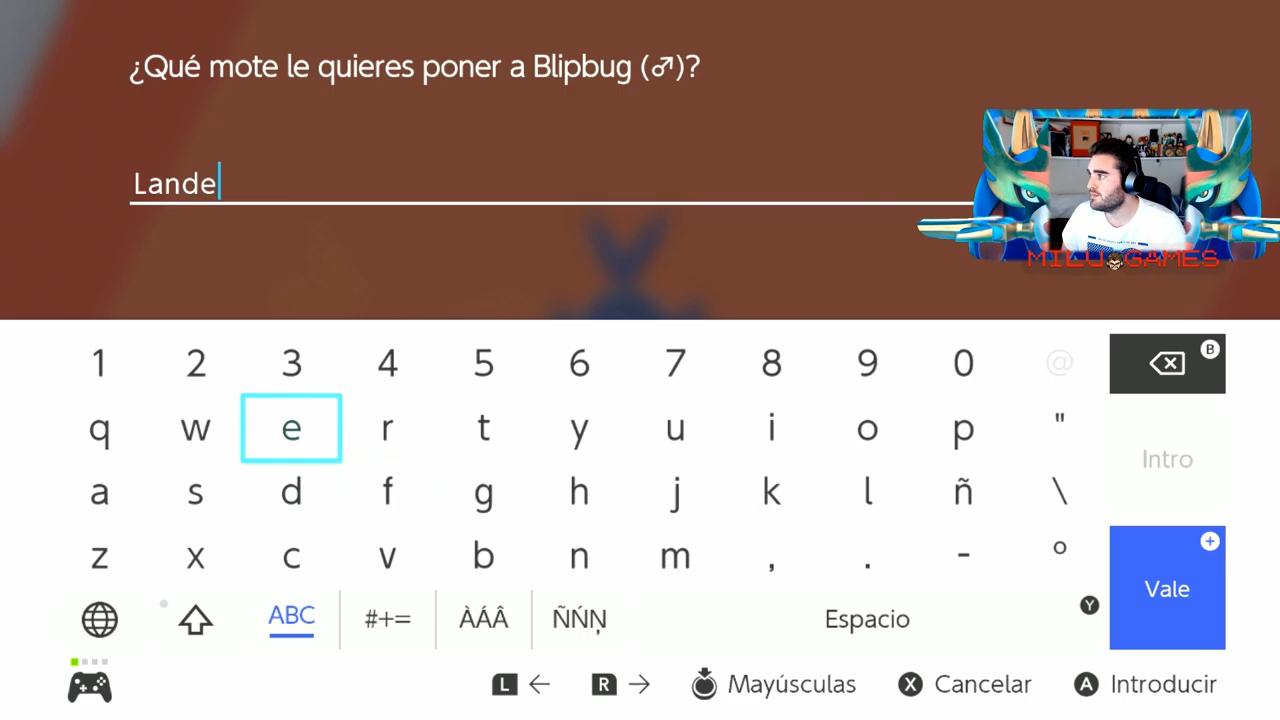 ¿Qué mote le quieres poner a Blipbug (♂)?
Lande
MILU GAMES
1 2 3 4 5 6 7 8 9 0 @
B
q w e r t y u i o p "
Intro
a s d f g h j k l ñ \
z x c v b n m , . - º
+
Vale
ABC #+= ÀÁÂ ÑŃŅ Espacio Y
L ← R → Mayúsculas X Cancelar A Introducir